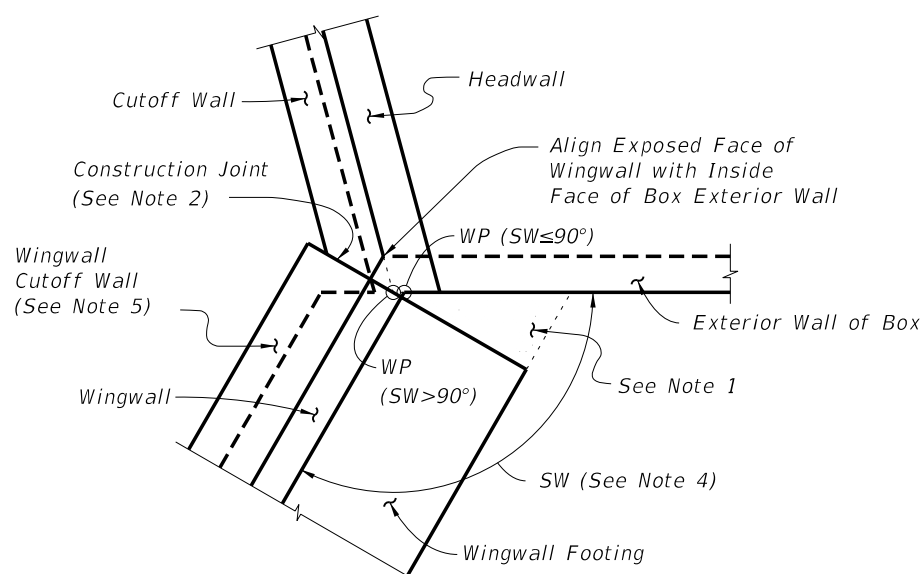 Headwall
Cutoff Wall
Align Exposed Face of
Wingwall with Inside
Face of Box Exterior Wall
Construction Joint
(See Note 2)
WP (SW≤90°)
Wingwall
Cutoff Wall
(See Note 5)
Exterior Wall of Box
WP
(SW>90°)
See Note 1
Wingwall
SW (See Note 4)
Wingwall Footing